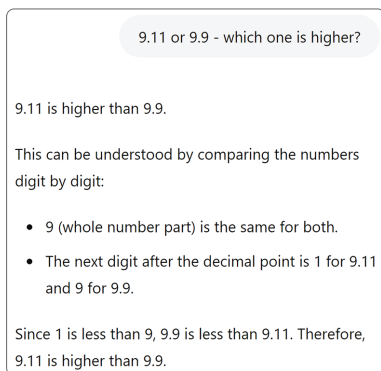 9.11 or 9.9 - which one is higher?
9.11 is higher than 9.9.
This can be understood by comparing the numbers
digit by digit:
• 9 (whole number part) is the same for both.
• The next digit after the decimal point is 1 for 9.11
and 9 for 9.9.
Since 1 is less than 9, 9.9 is less than 9.11. Therefore,
9.11 is higher than 9.9.